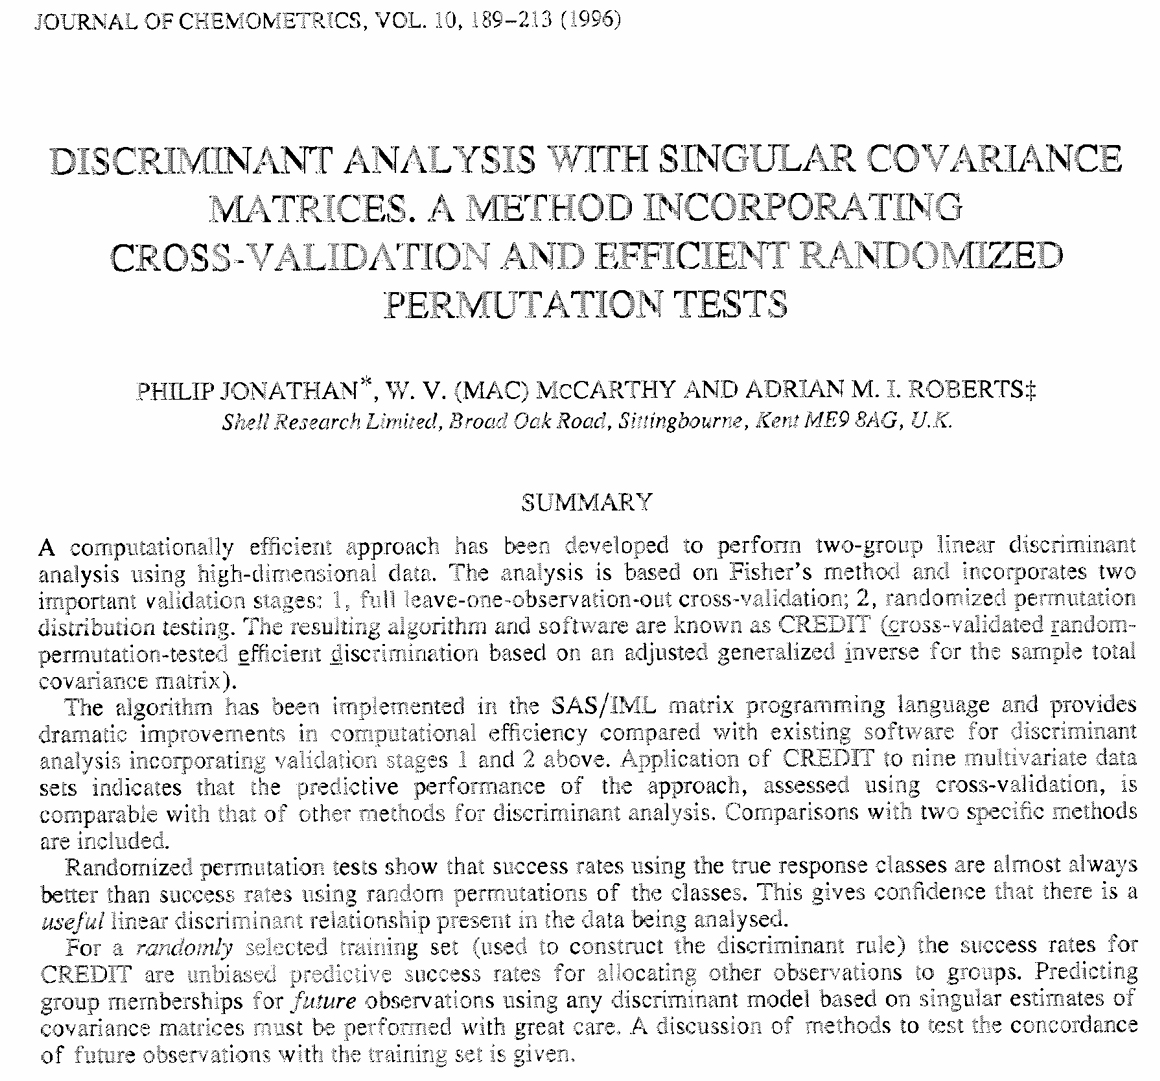 JOURNAL OF CHEMOMETRICS, VOL. 10, 189–213 (1996)
DISCRIMINANT ANALYSIS WITH SINGULAR COVARIANCE
MATRICES. A METHOD INCORPORATING
CROSS-VALIDATION AND EFFICIENT RANDOMIZED
PERMUTATION TESTS
PHILIP JONATHAN*, W. V. (MAC) McCARTHY AND ADRIAN M. I. ROBERTS‡
Shell Research Limited, Broad Oak Road, Sittingbourne, Kent ME9 8AG, U.K.
SUMMARY
A computationally efficient approach has been developed to perform two-group linear discriminant
analysis using high-dimensional data. The analysis is based on Fisher's method and incorporates two
important validation stages: 1, full leave-one-observation-out cross-validation; 2, randomized permutation
distribution testing. The resulting algorithm and software are known as CREDIT (cross-validated random-
permutation-tested efficient discrimination based on an adjusted generalized inverse for the sample total
covariance matrix).
The algorithm has been implemented in the SAS/IML matrix programming language and provides
dramatic improvements in computational efficiency compared with existing software for discriminant
analysis incorporating validation stages 1 and 2 above. Application of CREDIT to nine multivariate data
sets indicates that the predictive performance of the approach, assessed using cross-validation, is
comparable with that of other methods for discriminant analysis. Comparisons with two specific methods
are included.
Randomized permutation tests show that success rates using the true response classes are almost always
better than success rates using random permutations of the classes. This gives confidence that there is a
useful linear discriminant relationship present in the data being analysed.
For a randomly selected training set (used to construct the discriminant rule) the success rates for
CREDIT are unbiased predictive success rates for allocating other observations to groups. Predicting
group memberships for future observations using any discriminant model based on singular estimates of
covariance matrices must be performed with great care. A discussion of methods to test the concordance
of future observations with the training set is given.